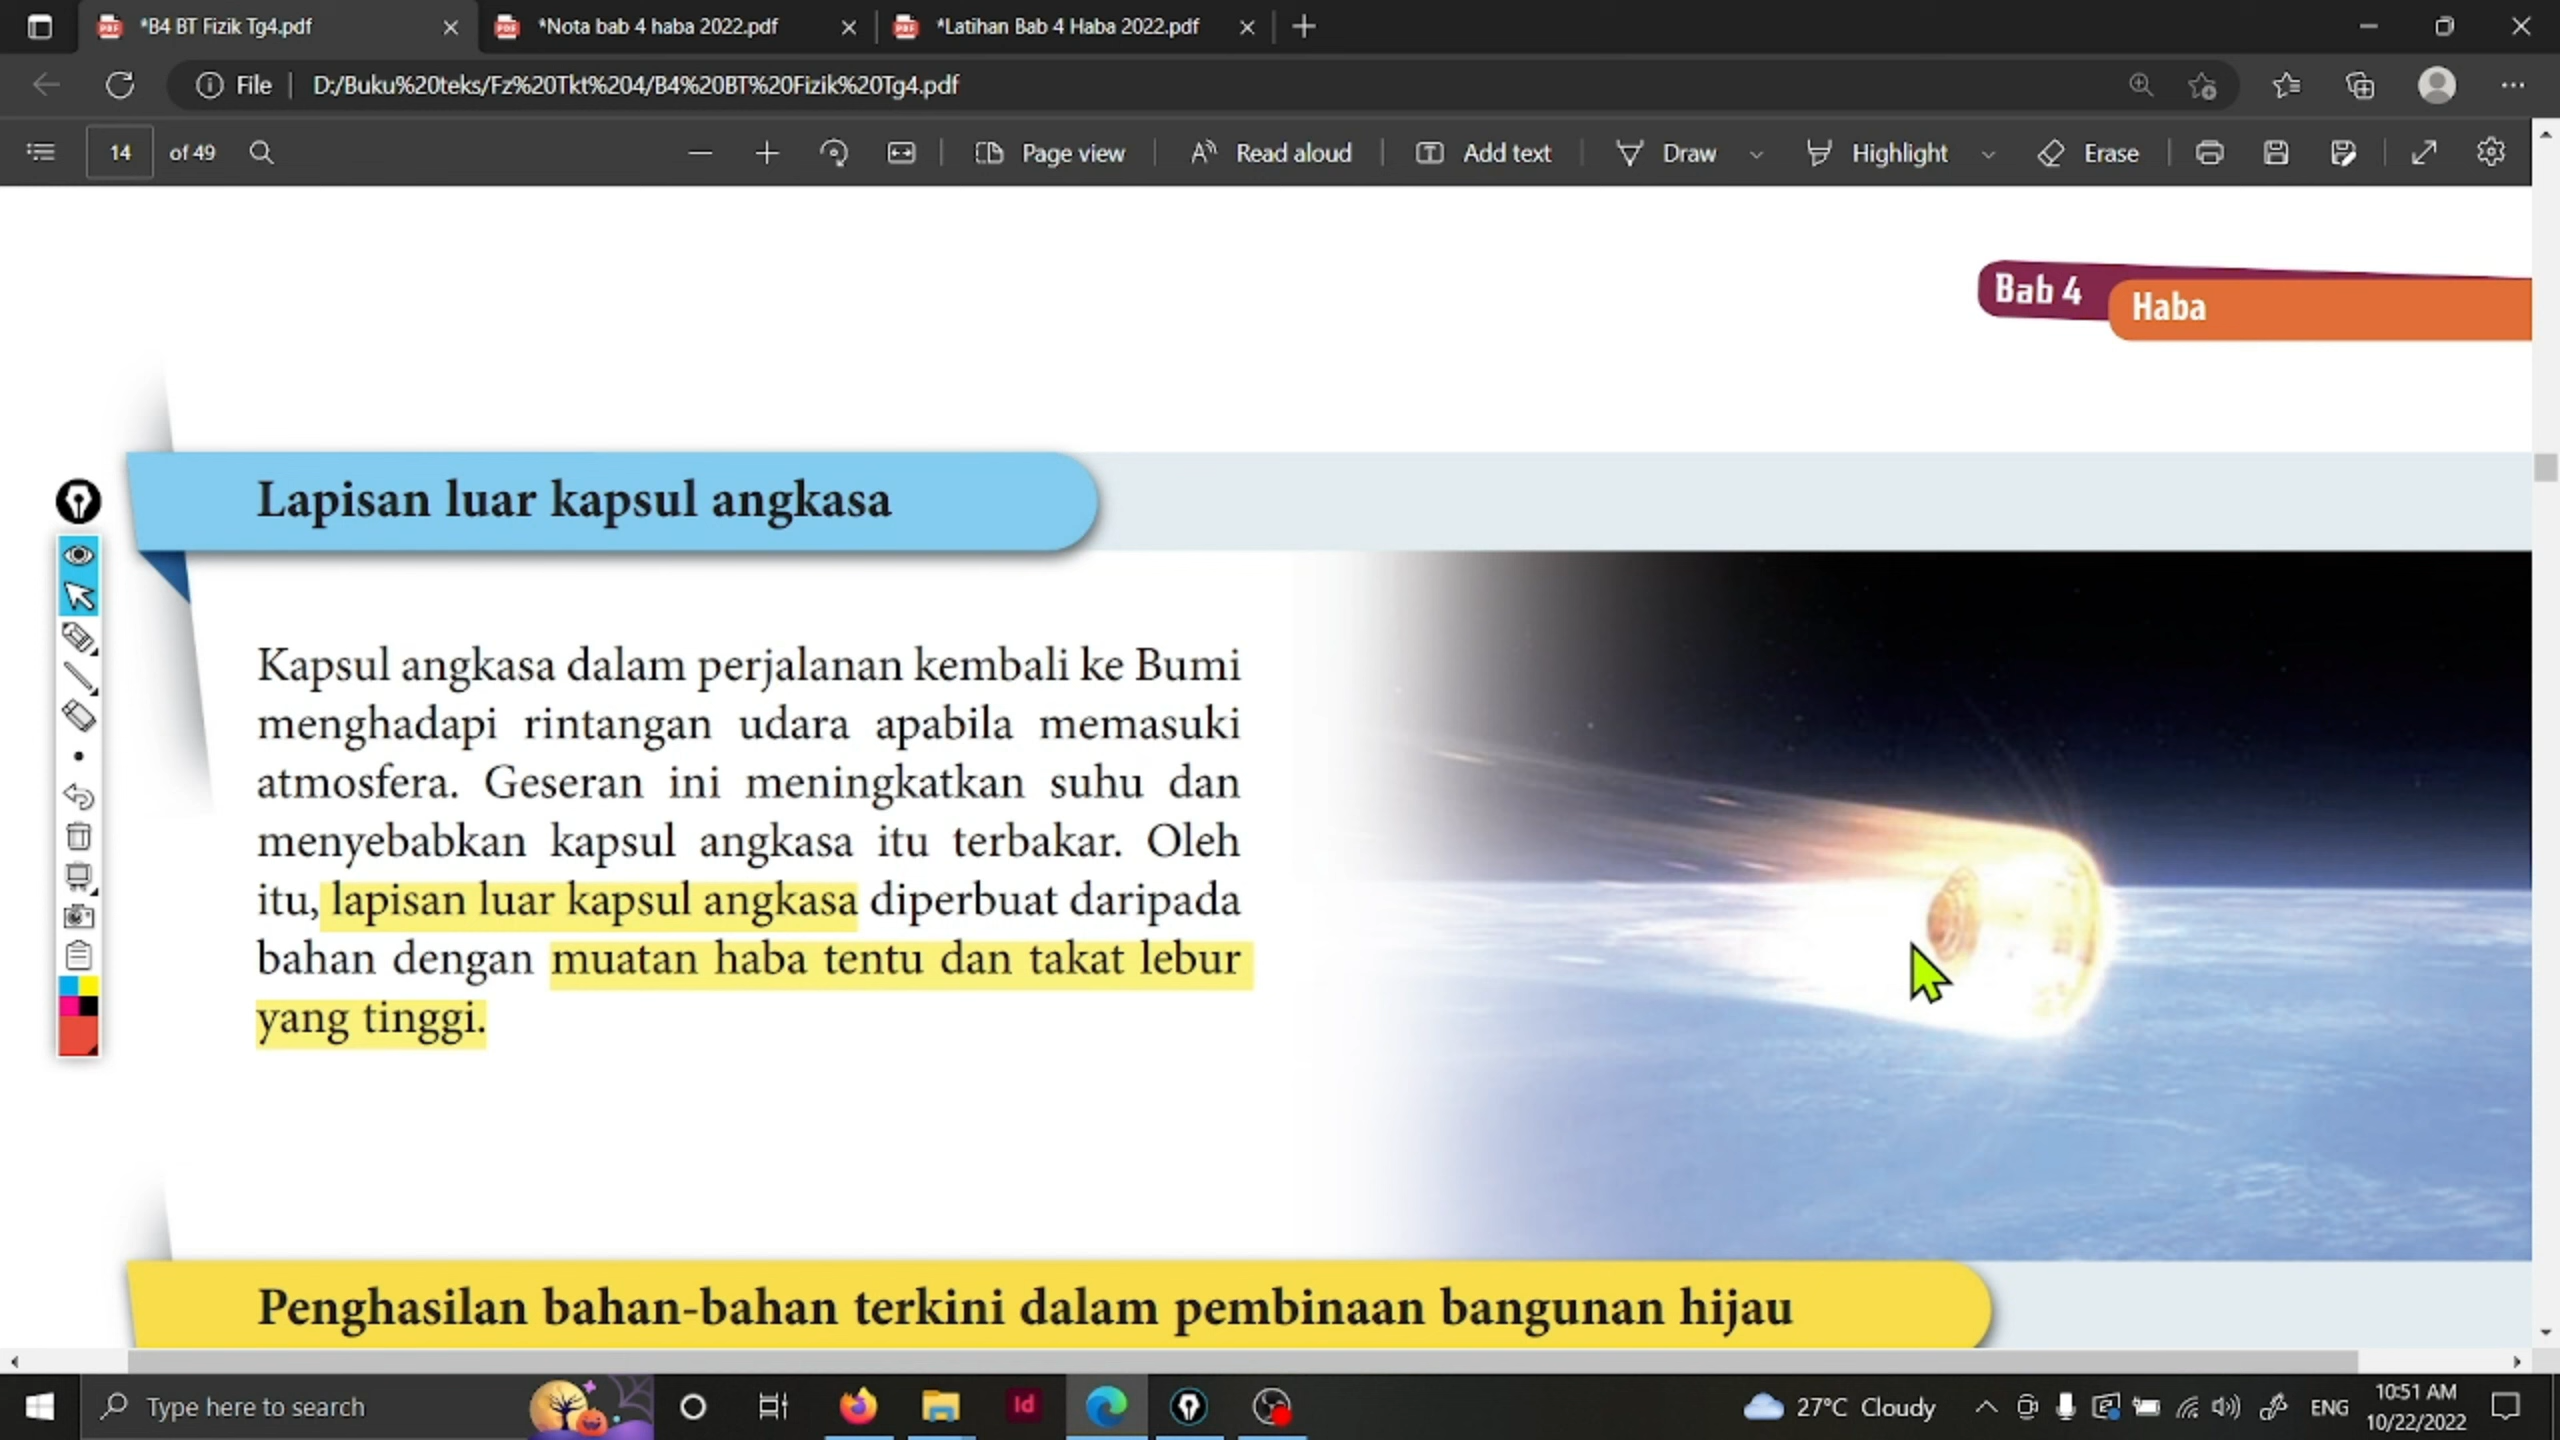 *B4 BT Fizik Tg4.pdf
*Nota bab 4 haba 2022.pdf
*Latihan Bab 4 Haba 2022.pdf
File
D:/Buku%20teks/Fz%20Tkt%204/B4%20BT%20Fizik%20Tg4.pdf
14 of 49
Page view
Read aloud
Add text
Draw
Highlight
Erase
Bab 4
Haba
Lapisan luar kapsul angkasa
Kapsul angkasa dalam perjalanan kembali ke Bumi
menghadapi rintangan udara apabila memasuki
atmosfera. Geseran ini meningkatkan suhu dan
menyebabkan kapsul angkasa itu terbakar. Oleh
itu, lapisan luar kapsul angkasa diperbuat daripada
bahan dengan muatan haba tentu dan takat lebur
yang tinggi.
Penghasilan bahan-bahan terkini dalam pembinaan bangunan hijau
Type here to search
Id
27°C Cloudy
ENG
10:51 AM
10/22/2022